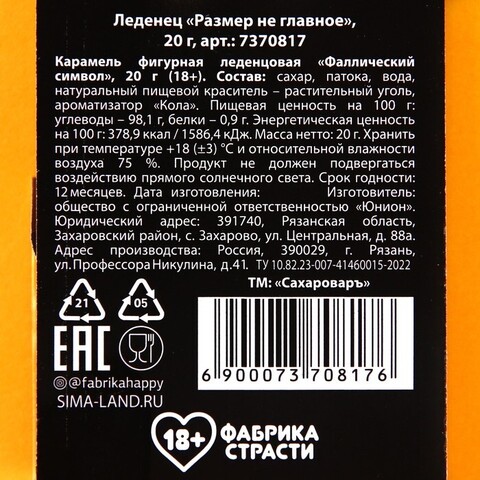 Леденец «Размер не главное»,
20 г, арт.: 7370817
Карамель фигурная леденцовая «Фаллический
символ», 20 г (18+). Состав: сахар, патока, вода,
натуральный пищевой краситель – растительный уголь,
ароматизатор «Кола». Пищевая ценность на 100 г:
углеводы – 98,1 г, белки – 0,9 г. Энергетическая ценность
на 100 г: 378,9 ккал / 1586,4 кДж. Масса нетто: 20 г. Хранить
при температуре +18 (±3) °С и относительной влажности
воздуха 75 %. Продукт не должен подвергаться
воздействию прямого солнечного света. Срок годности:
12 месяцев. Дата изготовления: Изготовитель:
общество с ограниченной ответственностью «Юнион».
Юридический адрес: 391740, Рязанская область,
Захаровский район, с. Захарово, ул. Центральная, д. 88а.
Адрес производства: Россия, 390029, г. Рязань,
ул. Профессора Никулина, д. 41. ТУ 10.82.23-007-41460015-2022
ТМ: «Сахароваръ»
21 05
EAC
@fabrikahappy
SIMA-LAND.RU
6 900073 708176
18+ ФАБРИКА
СТРАСТИ